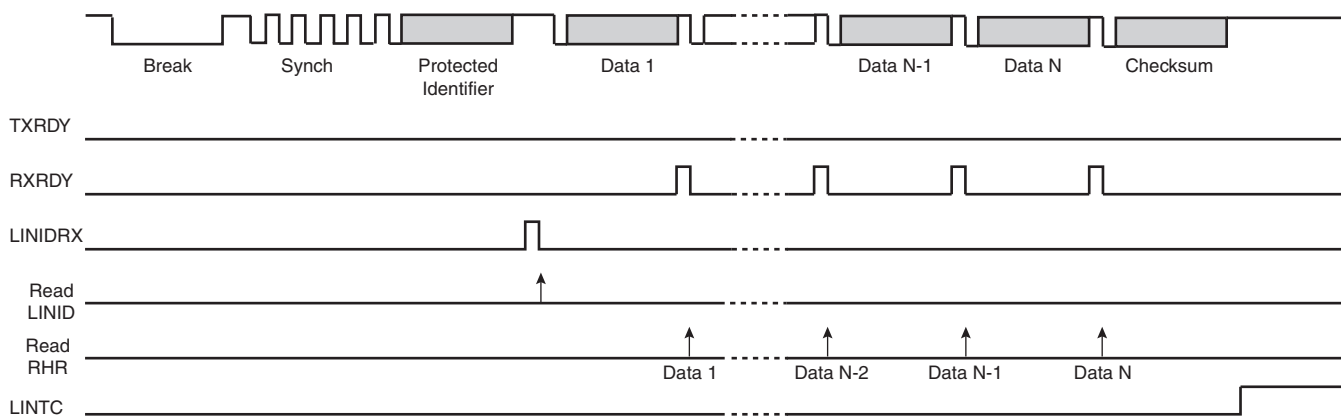 Break
Synch
Protected
Identifier
Data 1
Data N-1
Data N
Checksum
TXRDY
RXRDY
LINIDRX
Read
LINID
Read
RHR
Data 1
Data N-2
Data N-1
Data N
LINTC